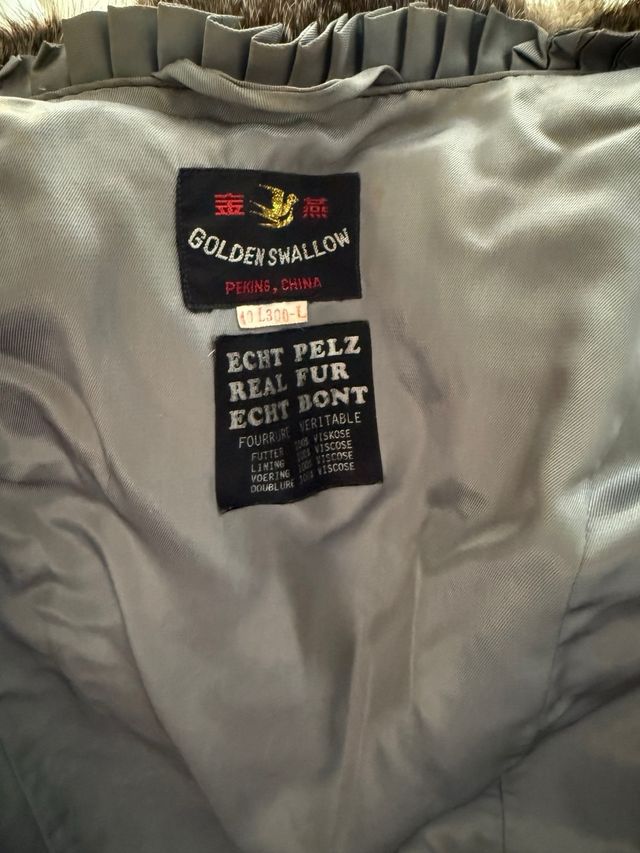 金 燕
GOLDEN SWALLOW
PEKING, CHINA
L300-L
ECHT PELZ
REAL FUR
ECHT BONT
FOURRURE VERITABLE
FUTTER 100% VISKOSE
LINING 100% VISCOSE
VOERING 100% VISCOSE
DOUBLURE 100% VISCOSE